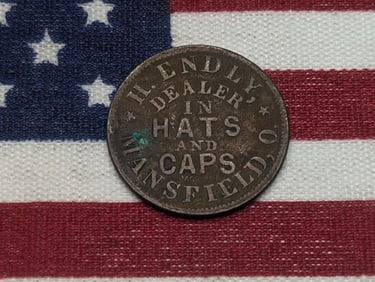 H. ENDLY,
DEALER
IN
HATS
AND
CAPS
MANSFIELD, O.